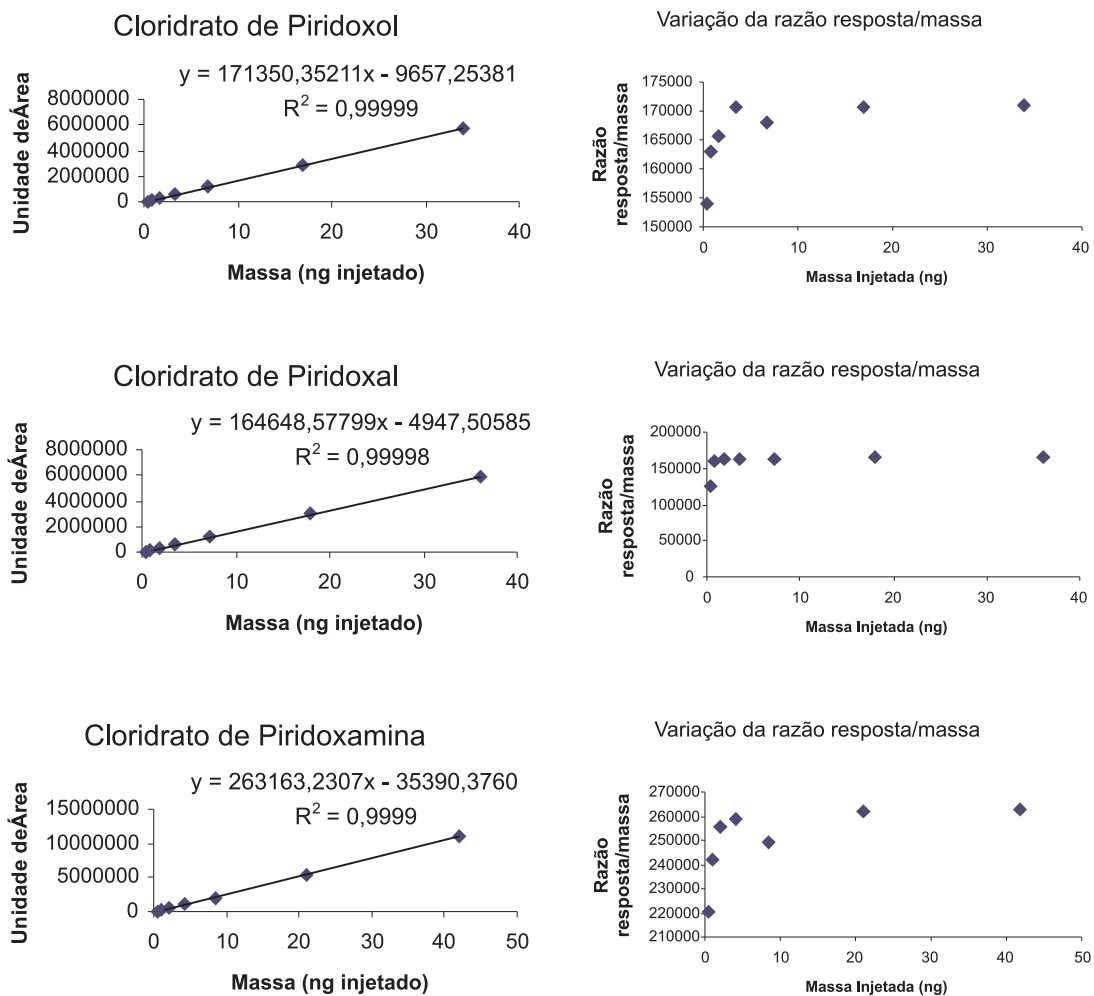 Cloridrato de Piridoxol
y = 171350,35211x - 9657,25381
R² = 0,99999
Unidade deÁrea
8000000
6000000
4000000
2000000
0
0 10 20 30 40
Massa (ng injetado)
Variação da razão resposta/massa
Razão
resposta/massa
175000
170000
165000
160000
155000
150000
0 10 20 30 40
Massa Injetada (ng)
Cloridrato de Piridoxal
y = 164648,57799x - 4947,50585
R² = 0,99998
Unidade deÁrea
8000000
6000000
4000000
2000000
0
0 10 20 30 40
Massa (ng injetado)
Variação da razão resposta/massa
Razão
resposta/massa
200000
150000
100000
50000
0
0 10 20 30 40
Massa Injetada (ng)
Cloridrato de Piridoxamina
y = 263163,2307x - 35390,3760
R² = 0,9999
Unidade deÁrea
15000000
10000000
5000000
0
0 10 20 30 40 50
Massa (ng injetado)
Variação da razão resposta/massa
Razão
resposta/massa
270000
260000
250000
240000
230000
220000
210000
0 10 20 30 40 50
Massa Injetada (ng)